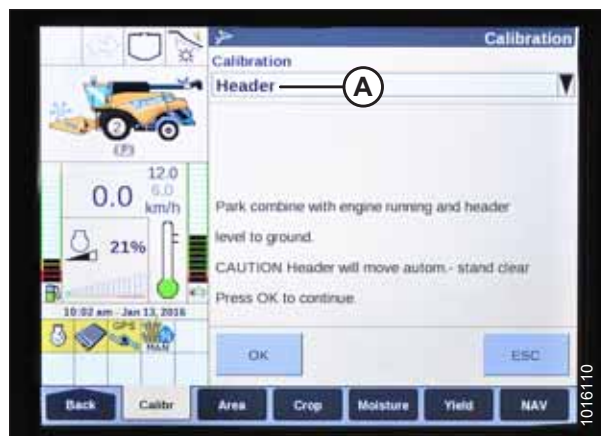 Calibration
Calibration
Header
A
2
(P)
12.0
6.0
0.0 km/h
21%
Park combine with engine running and header
level to ground.
CAUTION Header will move autom.- stand clear
Press OK to continue
10:02 am Jan 13, 2016
GPS
MAN
OK
ESC
Back
Calibr
Area
Crop
Moisture
Yield
NAV
1016110